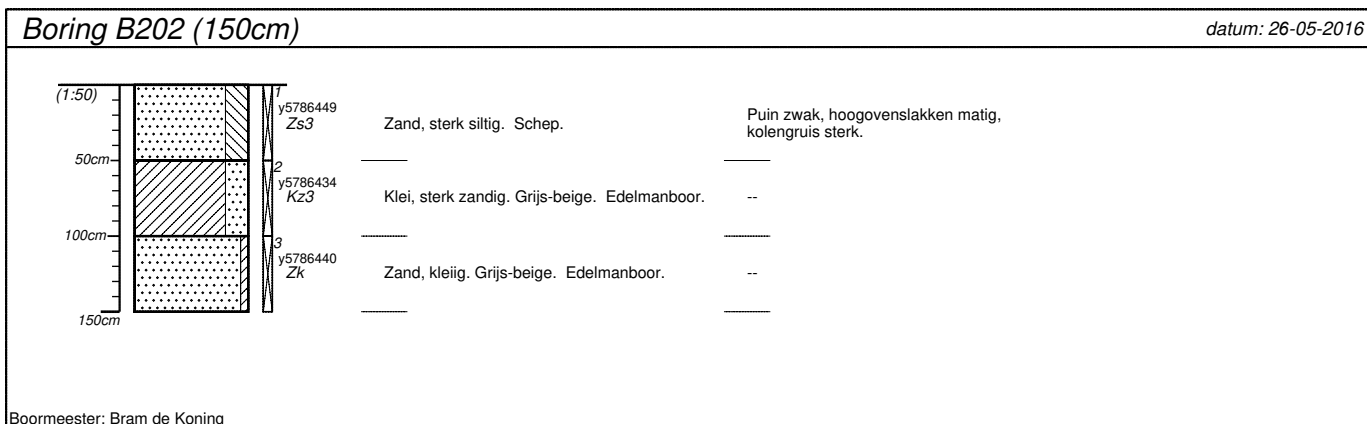 Boring B202 (150cm)
datum: 26-05-2016
(1:50)
1
y5786449
Zs3
Zand, sterk siltig. Schep.
Puin zwak, hoogovenslakken matig,
kolengruis sterk.
50cm
2
y5786434
Kz3
Klei, sterk zandig. Grijs-beige. Edelmanboor.
--
100cm
3
y5786440
Zk
Zand, kleiig. Grijs-beige. Edelmanboor.
--
150cm
Boormeester: Bram de Koning